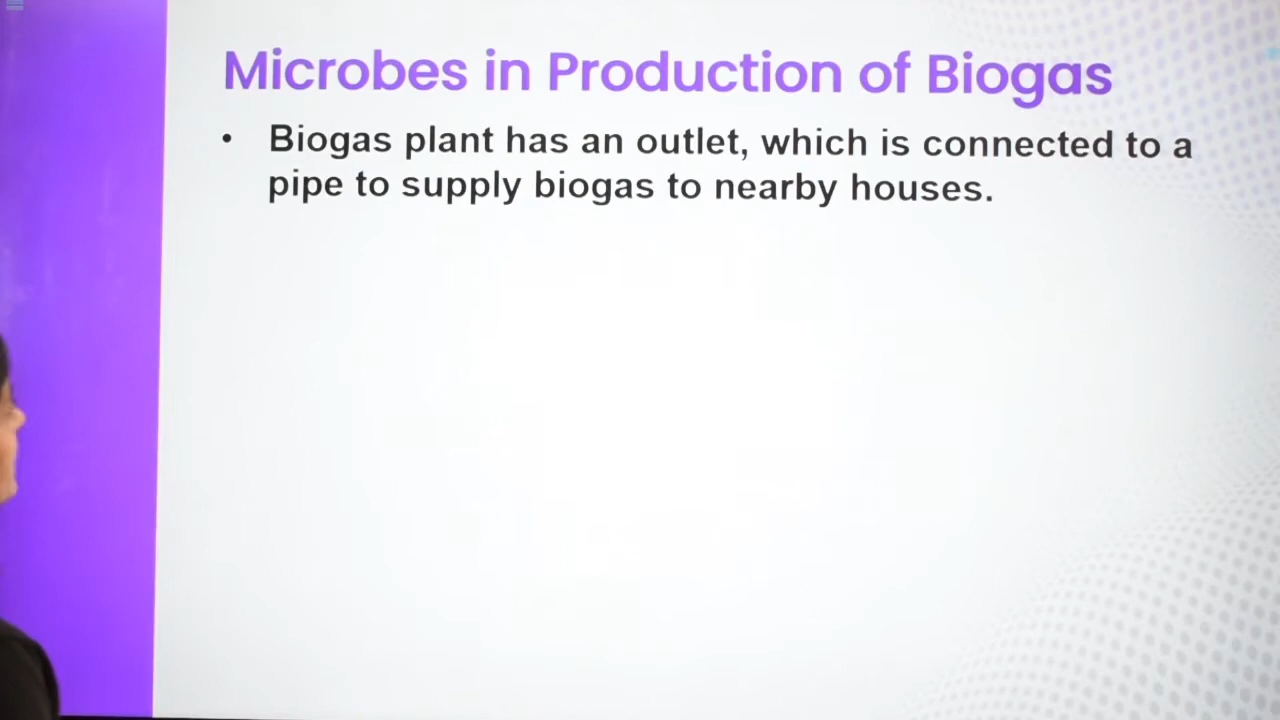 Microbes in Production of Biogas
• Biogas plant has an outlet, which is connected to a
pipe to supply biogas to nearby houses.